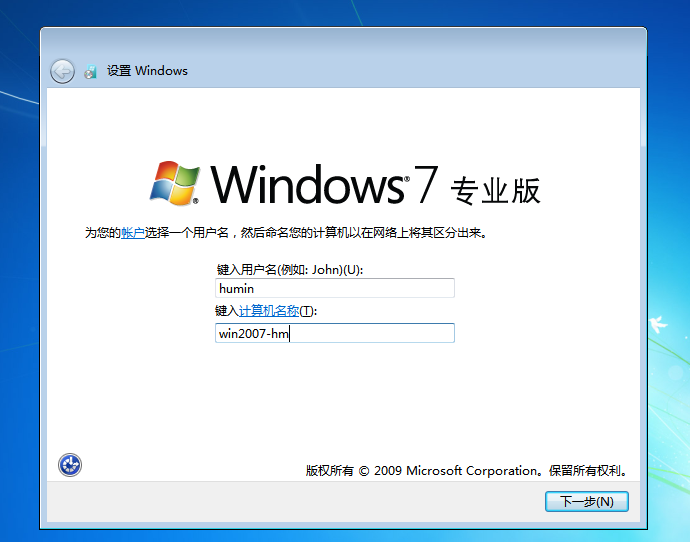 设置 Windows
Windows® 7 专业版
为您的帐户选择一个用户名，然后命名您的计算机以在网络上将其区分出来。
键入用户名(例如: John)(U):
humin
键入计算机名称(T):
win2007-hm
版权所有 © 2009 Microsoft Corporation。保留所有权利。
下一步(N)